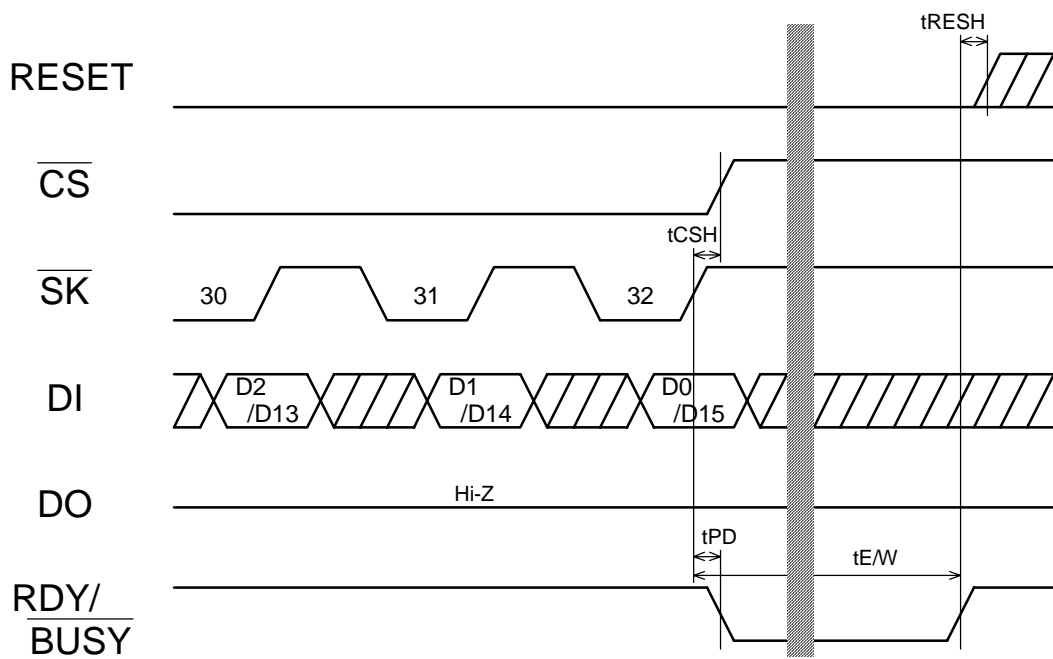 tRESH
RESET
CS
tCSH
SK
30
31
32
DI
D2
/D13
D1
/D14
D0
/D15
DO
Hi-Z
tPD
tE/W
RDY/
BUSY